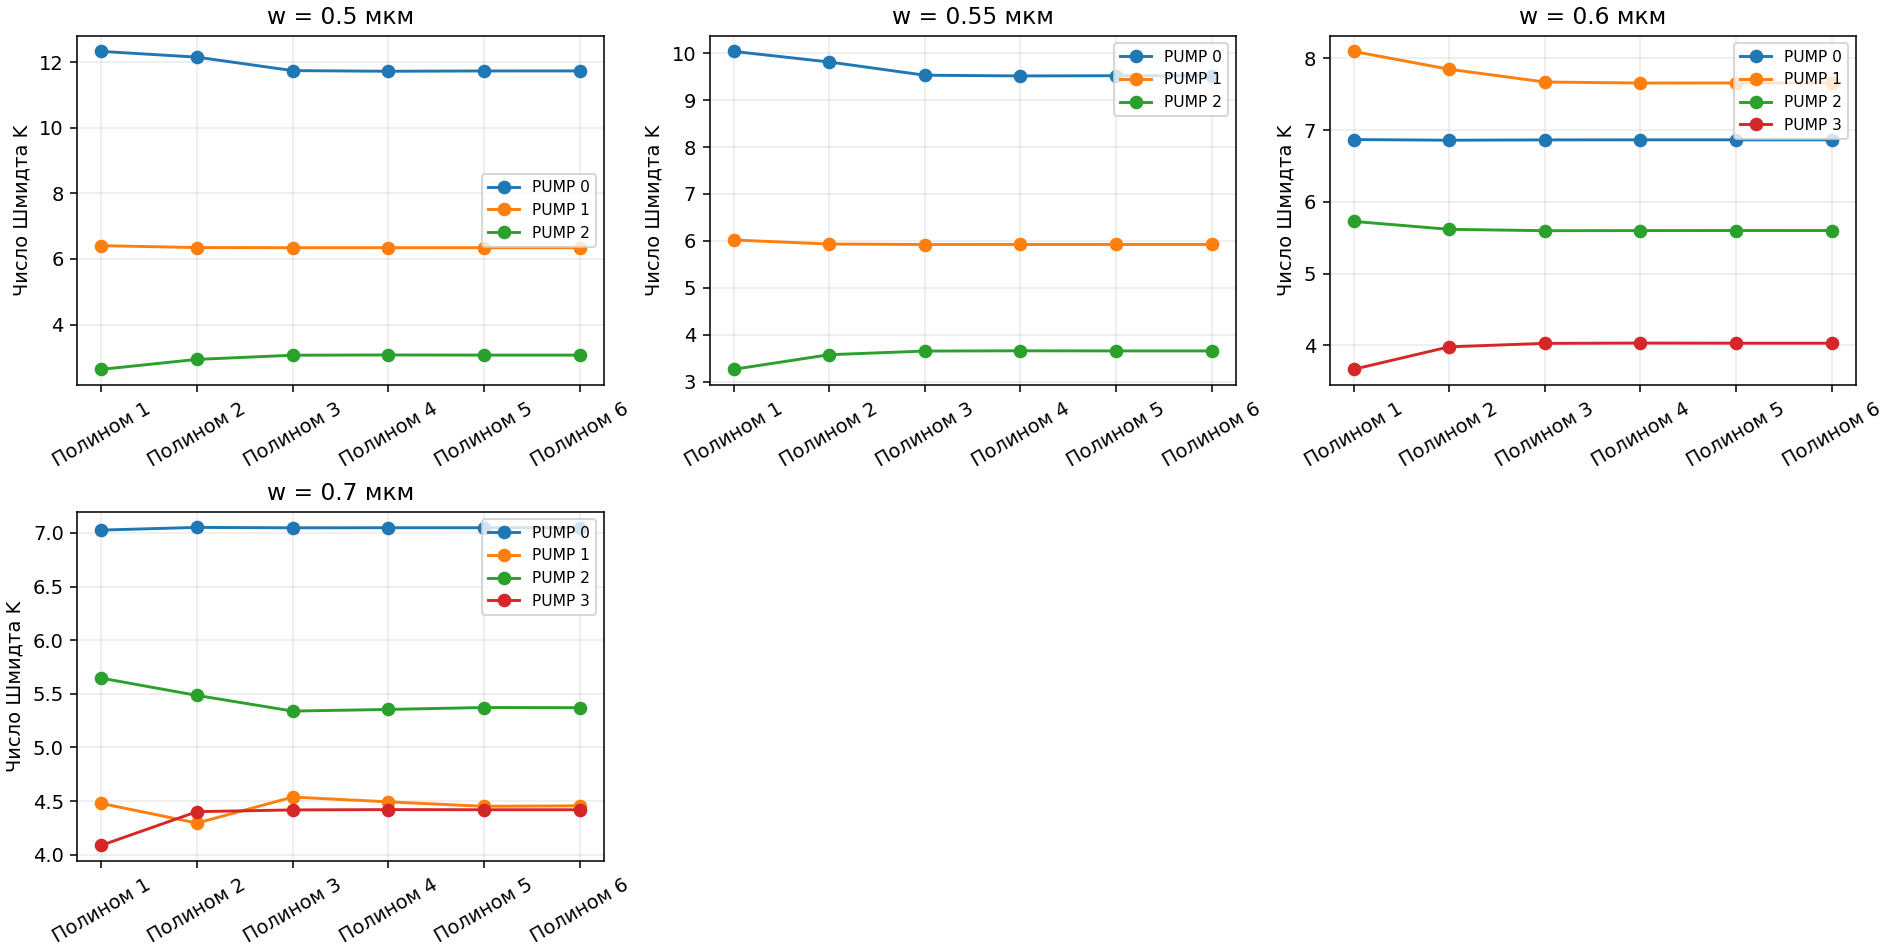 w = 0.5 мкм
Число Шмидта K
12
10
8
6
4
PUMP 0
PUMP 1
PUMP 2
Полином 1
Полином 2
Полином 3
Полином 4
Полином 5
Полином 6
w = 0.55 мкм
Число Шмидта K
10
9
8
7
6
5
4
3
PUMP 0
PUMP 1
PUMP 2
Полином 1
Полином 2
Полином 3
Полином 4
Полином 5
Полином 6
w = 0.6 мкм
Число Шмидта K
8
7
6
5
4
PUMP 0
PUMP 1
PUMP 2
PUMP 3
Полином 1
Полином 2
Полином 3
Полином 4
Полином 5
Полином 6
w = 0.7 мкм
Число Шмидта K
7.0
6.5
6.0
5.5
5.0
4.5
4.0
PUMP 0
PUMP 1
PUMP 2
PUMP 3
Полином 1
Полином 2
Полином 3
Полином 4
Полином 5
Полином 6